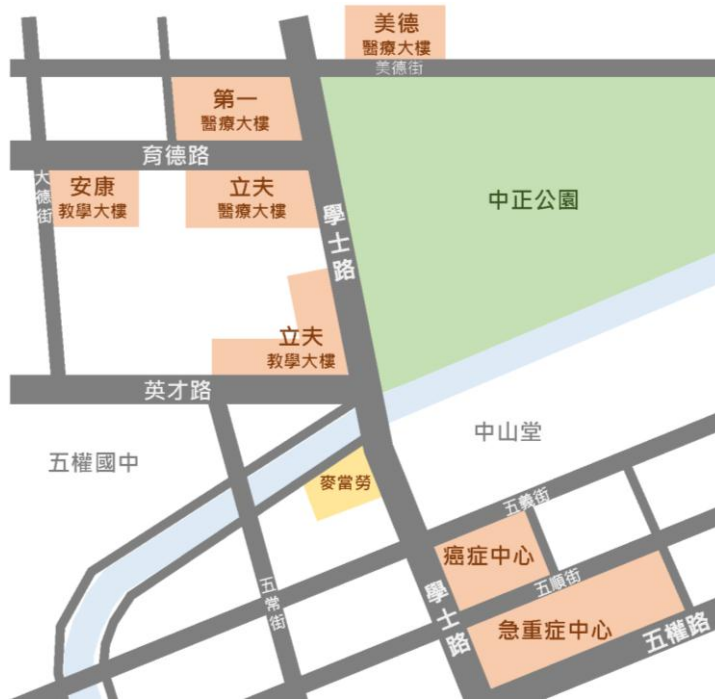 美德
醫療大樓
美德街
第一
醫療大樓
育德路
大德街
安康
教學大樓
立夫
醫療大樓
學士路
中正公園
立夫
教學大樓
英才路
五權國中
中山堂
麥當勞
五義街
癌症中心
五常街
學士路
五順街
急重症中心
五權路